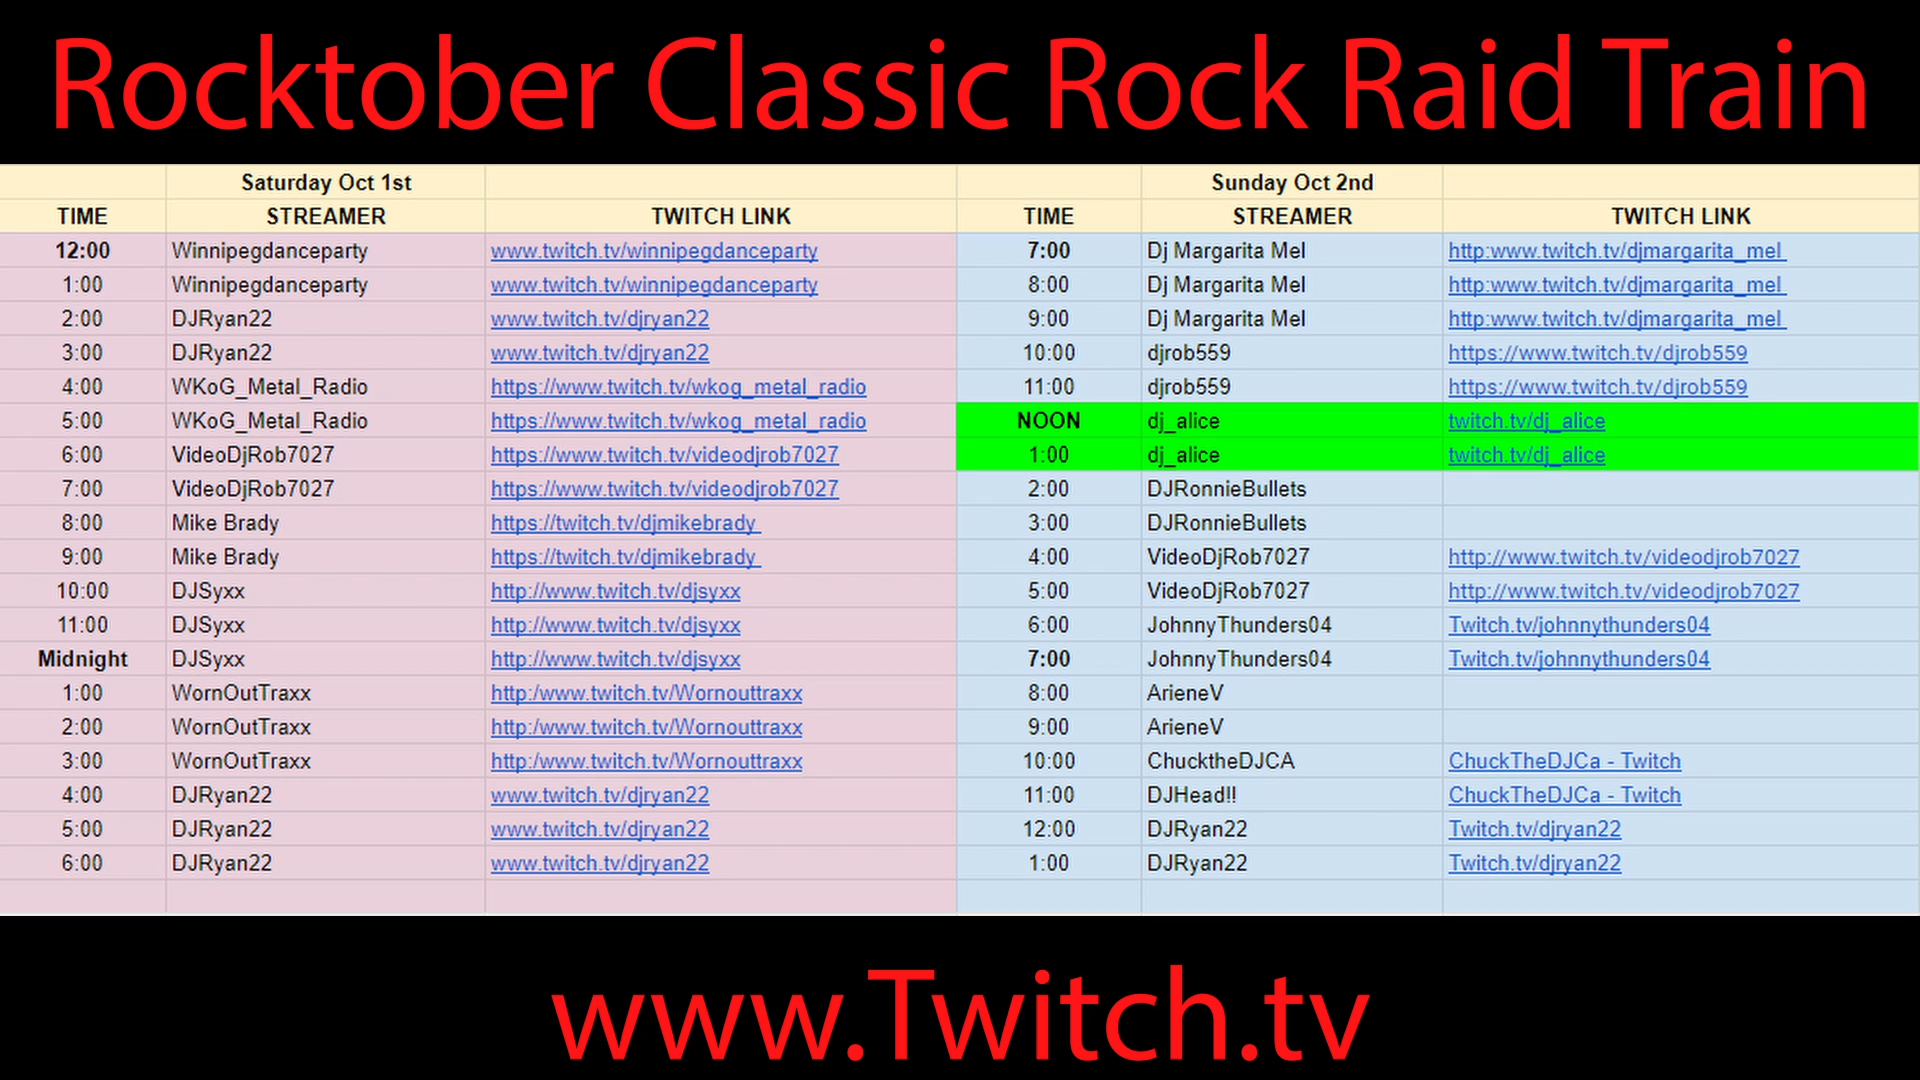 Rocktober Classic Rock Raid Train
Saturday Oct 1st Sunday Oct 2nd
TIME STREAMER TWITCH LINK TIME STREAMER TWITCH LINK
12:00 Winnipegdanceparty www.twitch.tv/winnipegdanceparty 7:00 Dj Margarita Mel http:www.twitch.tv/djmargarita_mel
1:00 Winnipegdanceparty www.twitch.tv/winnipegdanceparty 8:00 Dj Margarita Mel http:www.twitch.tv/djmargarita_mel
2:00 DJRyan22 www.twitch.tv/djryan22 9:00 Dj Margarita Mel http:www.twitch.tv/djmargarita_mel
3:00 DJRyan22 www.twitch.tv/djryan22 10:00 djrob559 https://www.twitch.tv/djrob559
4:00 WKoG_Metal_Radio https://www.twitch.tv/wkog_metal_radio 11:00 djrob559 https://www.twitch.tv/djrob559
5:00 WKoG_Metal_Radio https://www.twitch.tv/wkog_metal_radio NOON dj_alice twitch.tv/dj_alice
6:00 VideoDjRob7027 https://www.twitch.tv/videodjrob7027 1:00 dj_alice twitch.tv/dj_alice
7:00 VideoDjRob7027 https://www.twitch.tv/videodjrob7027 2:00 DJRonnieBullets
8:00 Mike Brady https://twitch.tv/djmikebrady 3:00 DJRonnieBullets
9:00 Mike Brady https://twitch.tv/djmikebrady 4:00 VideoDjRob7027 http://www.twitch.tv/videodjrob7027
10:00 DJSyxx http://www.twitch.tv/djsyxx 5:00 VideoDjRob7027 http://www.twitch.tv/videodjrob7027
11:00 DJSyxx http://www.twitch.tv/djsyxx 6:00 JohnnyThunders04 Twitch.tv/johnnythunders04
Midnight DJSyxx http://www.twitch.tv/djsyxx 7:00 JohnnyThunders04 Twitch.tv/johnnythunders04
1:00 WornOutTraxx http:/www.twitch.tv/Wornouttraxx 8:00 ArieneV
2:00 WornOutTraxx http:/www.twitch.tv/Wornouttraxx 9:00 ArieneV
3:00 WornOutTraxx http:/www.twitch.tv/Wornouttraxx 10:00 ChucktheDJCA ChuckTheDJCa - Twitch
4:00 DJRyan22 www.twitch.tv/djryan22 11:00 DJHead!! ChuckTheDJCa - Twitch
5:00 DJRyan22 www.twitch.tv/djryan22 12:00 DJRyan22 Twitch.tv/djryan22
6:00 DJRyan22 www.twitch.tv/djryan22 1:00 DJRyan22 Twitch.tv/djryan22
www.Twitch.tv